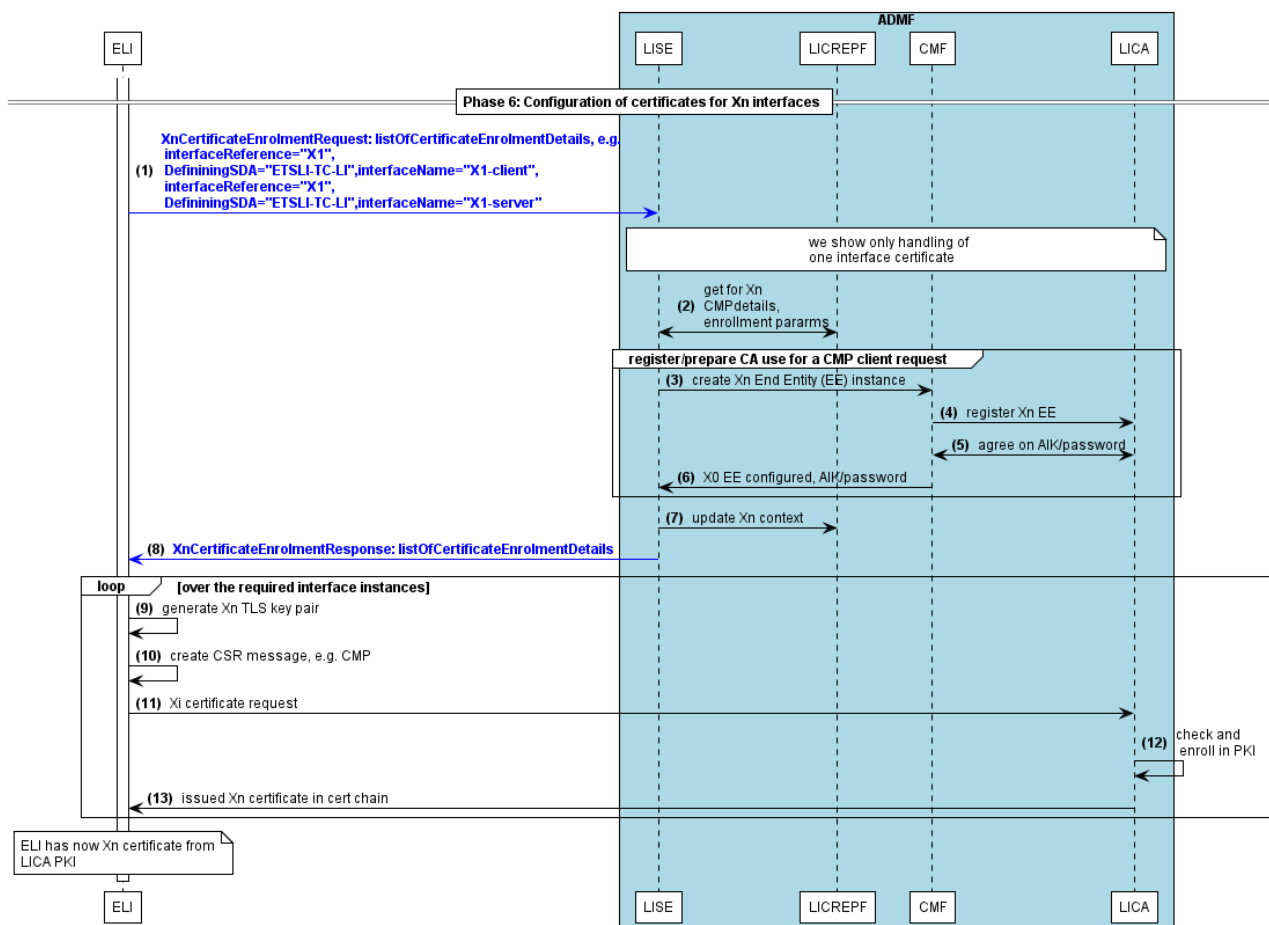 ADMF
ELI
LISE
LICREPF
CMF
LICA
Phase 6: Configuration of certificates for Xn interfaces
XnCertificateEnrolmentRequest: listOfCertificateEnrolmentDetails, e.g.
interfaceReference="X1",
(1) DefininingSDA="ETSLI-TC-LI",interfaceName="X1-client",
interfaceReference="X1",
DefininingSDA="ETSLI-TC-LI",interfaceName="X1-server"
we show only handling of
one interface certificate
get for Xn
(2) CMPdetails,
enrollment pararms
register/prepare CA use for a CMP client request
(3) create Xn End Entity (EE) instance
(4) register Xn EE
(5) agree on AIK/password
(6) X0 EE configured, AIK/password
(7) update Xn context
(8) XnCertificateEnrolmentResponse: listOfCertificateEnrolmentDetails
loop [over the required interface instances]
(9) generate Xn TLS key pair
(10) create CSR message, e.g. CMP
(11) Xi certificate request
(12) check and
enroll in PKI
(13) issued Xn certificate in cert chain
ELI has now Xn certificate from
LICA PKI
ELI
LISE
LICREPF
CMF
LICA